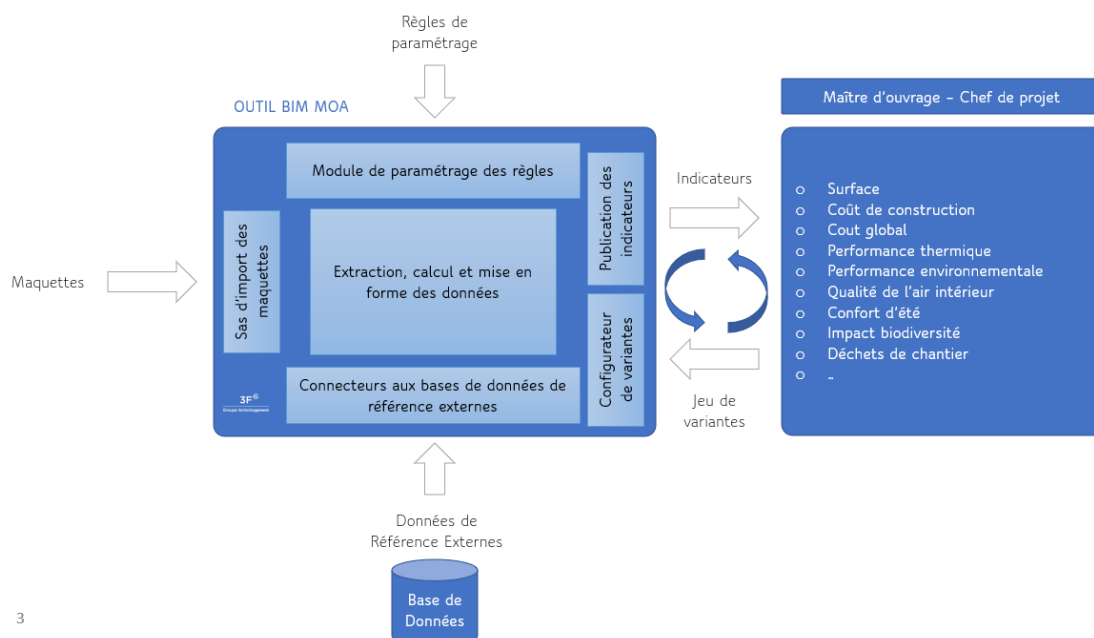 Règles de
paramétrage
OUTIL BIM MOA
Maître d'ouvrage – Chef de projet
Module de paramétrage des règles
Publication des
indicateurs
Indicateurs
Sas d'import des
maquettes
Extraction, calcul et mise en
forme des données
Maquettes
o Surface
o Coût de construction
o Cout global
o Performance thermique
o Performance environnementale
o Qualité de l'air intérieur
o Confort d'été
o Impact biodiversité
o Déchets de chantier
o ..
Configurateur
de variantes
Connecteurs aux bases de données de
référence externes
3F
Groupe ActionLogement
Jeu de
variantes
Données de
Référence Externes
Base de
Données
3